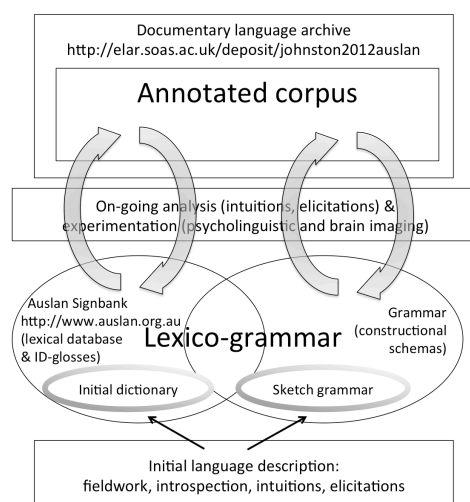 Documentary language archive
http://elar.soas.ac.uk/deposit/johnston2012auslan
Annotated corpus
On-going analysis (intuitions, elicitations) &
experimentation (psycholinguistic and brain imaging)
Auslan Signbank
http://www.auslan.org.au
(lexical database
& ID-glosses)
Lexico-grammar
Grammar
(constructional
schemas)
Initial dictionary
Sketch grammar
Initial language description:
fieldwork, introspection, intuitions, elicitations